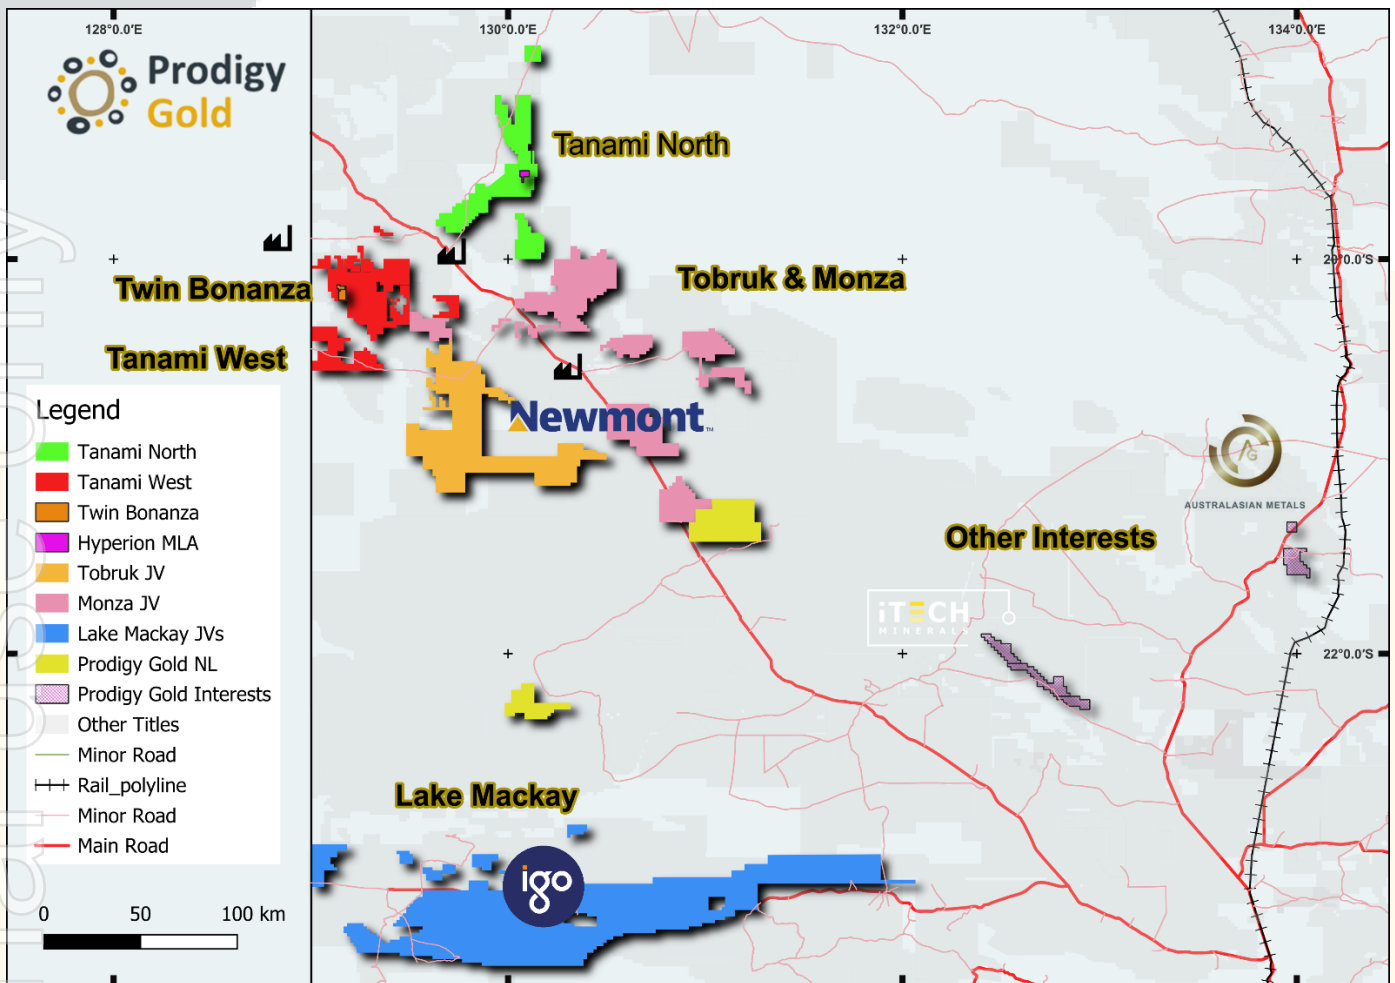 128°0.0'E
130°0.0'E
132°0.0'E
134°0.0'E
Prodigy
Gold
Tanami North
Twin Bonanza
Tobruk & Monza
20°0.0'S
Tanami West
Legend
Tanami North
Tanami West
Twin Bonanza
Hyperion MLA
Tobruk JV
Monza JV
Lake Mackay JVs
Prodigy Gold NL
Prodigy Gold Interests
Other Titles
Minor Road
Rail_polyline
Minor Road
Main Road
0 50 100 km
Newmont™
AG
AUSTRALASIAN METALS
Other Interests
iTECH
MINERALS
22°0.0'S
Lake Mackay
igo